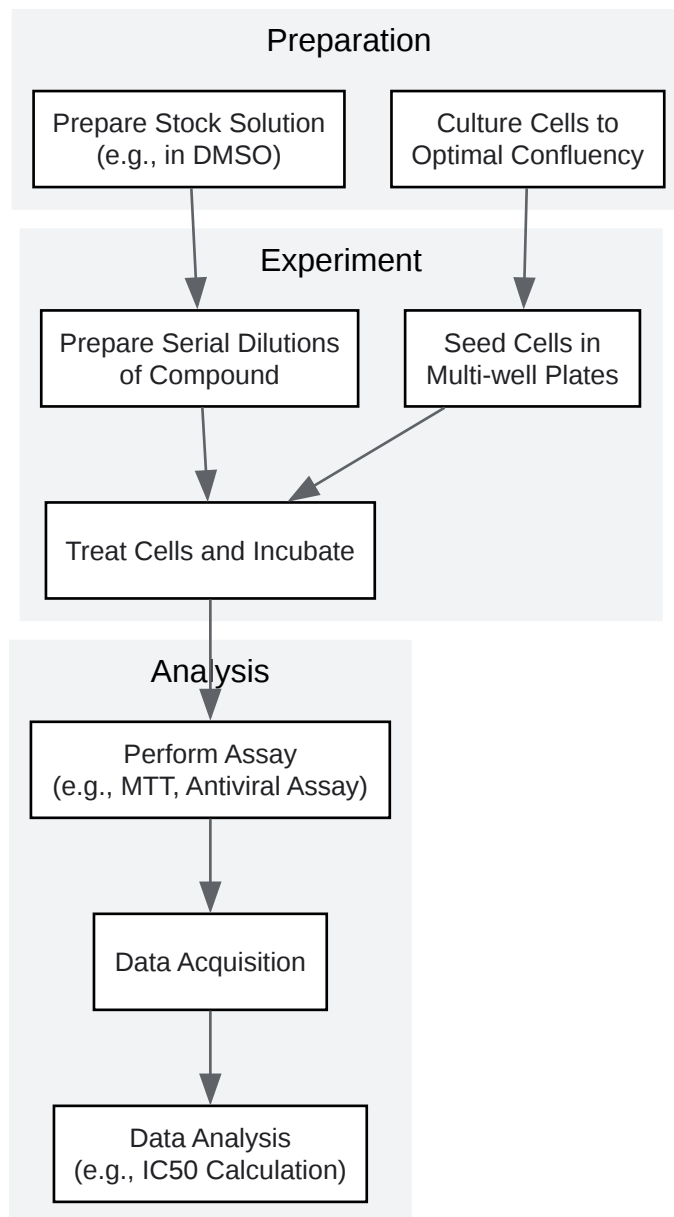 Preparation
Prepare Stock Solution
(e.g., in DMSO)
Culture Cells to
Optimal Confluency
Experiment
Prepare Serial Dilutions
of Compound
Seed Cells in
Multi-well Plates
Treat Cells and Incubate
Analysis
Perform Assay
(e.g., MTT, Antiviral Assay)
Data Acquisition
Data Analysis
(e.g., IC50 Calculation)